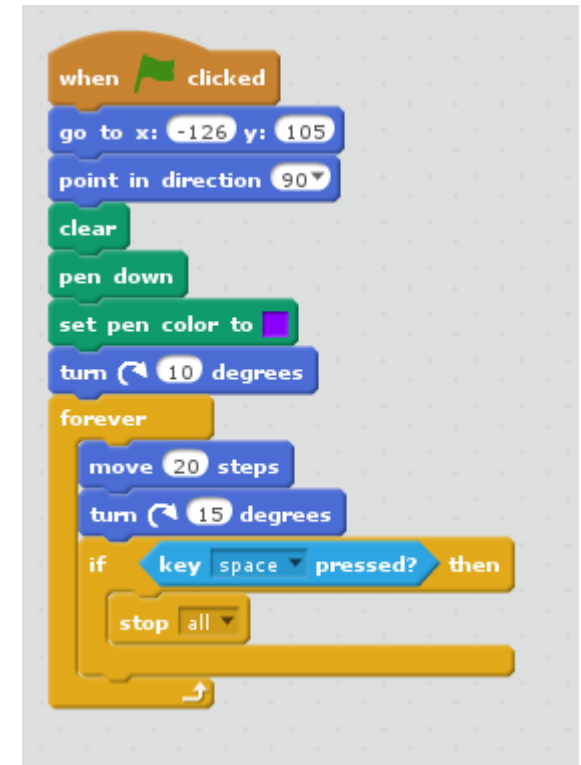 when clicked
go to x: -126 y: 105
point in direction 90
clear
pen down
set pen color to
turn 10 degrees
forever
move 20 steps
turn 15 degrees
if key space pressed? then
stop all